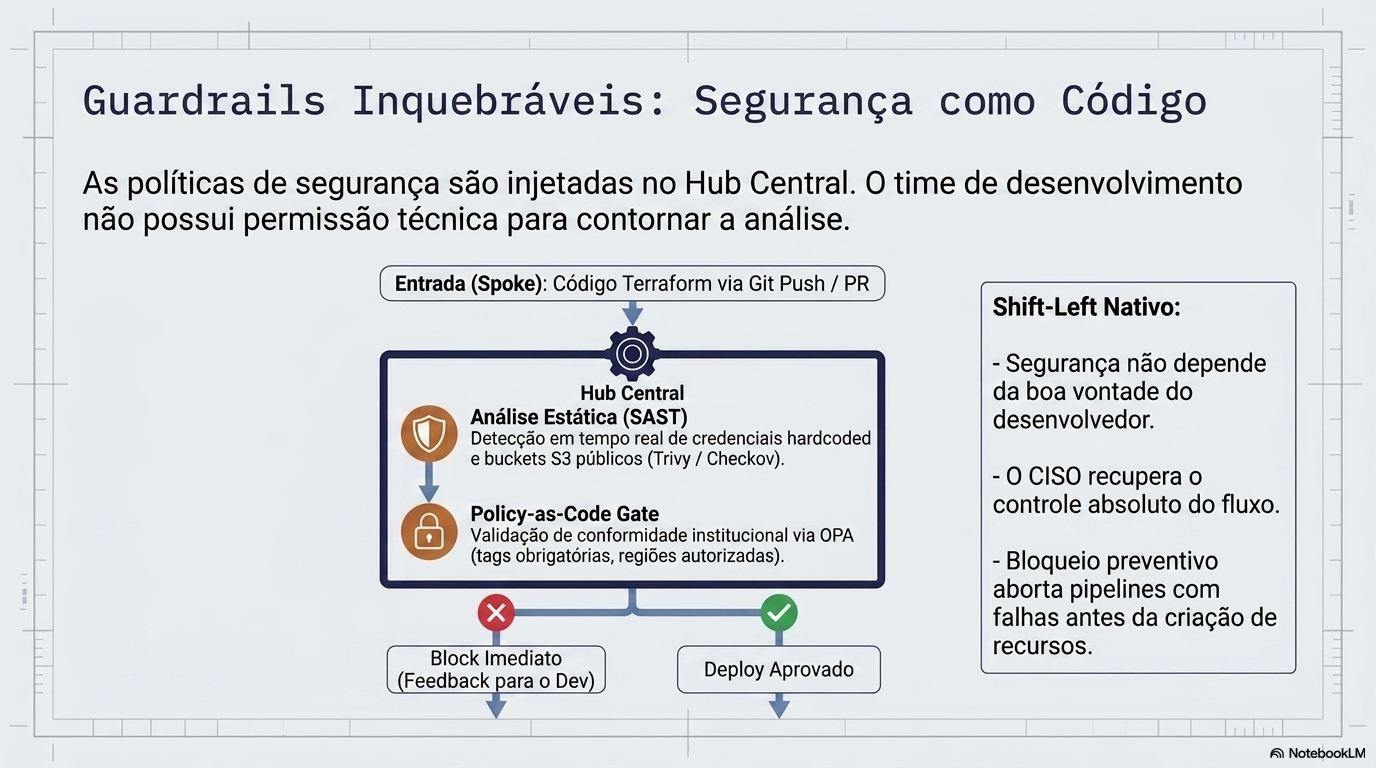 Guardrails Inquebráveis: Segurança como Código
As políticas de segurança são injetadas no Hub Central. O time de desenvolvimento
não possui permissão técnica para contornar a análise.
Entrada (Spoke): Código Terraform via Git Push / PR
Hub Central
Análise Estática (SAST)
Detecção em tempo real de credenciais hardcoded
e buckets S3 públicos (Trivy / Checkov).
Policy-as-Code Gate
Validação de conformidade institucional via OPA
(tags obrigatórias, regiões autorizadas).
Block Imediato
(Feedback para o Dev)
Deploy Aprovado
Shift-Left Nativo:
- Segurança não depende
da boa vontade do
desenvolvedor.
- O CISO recupera o
controle absoluto do fluxo.
- Bloqueio preventivo
aborta pipelines com
falhas antes da criação de
recursos.
NotebookLM